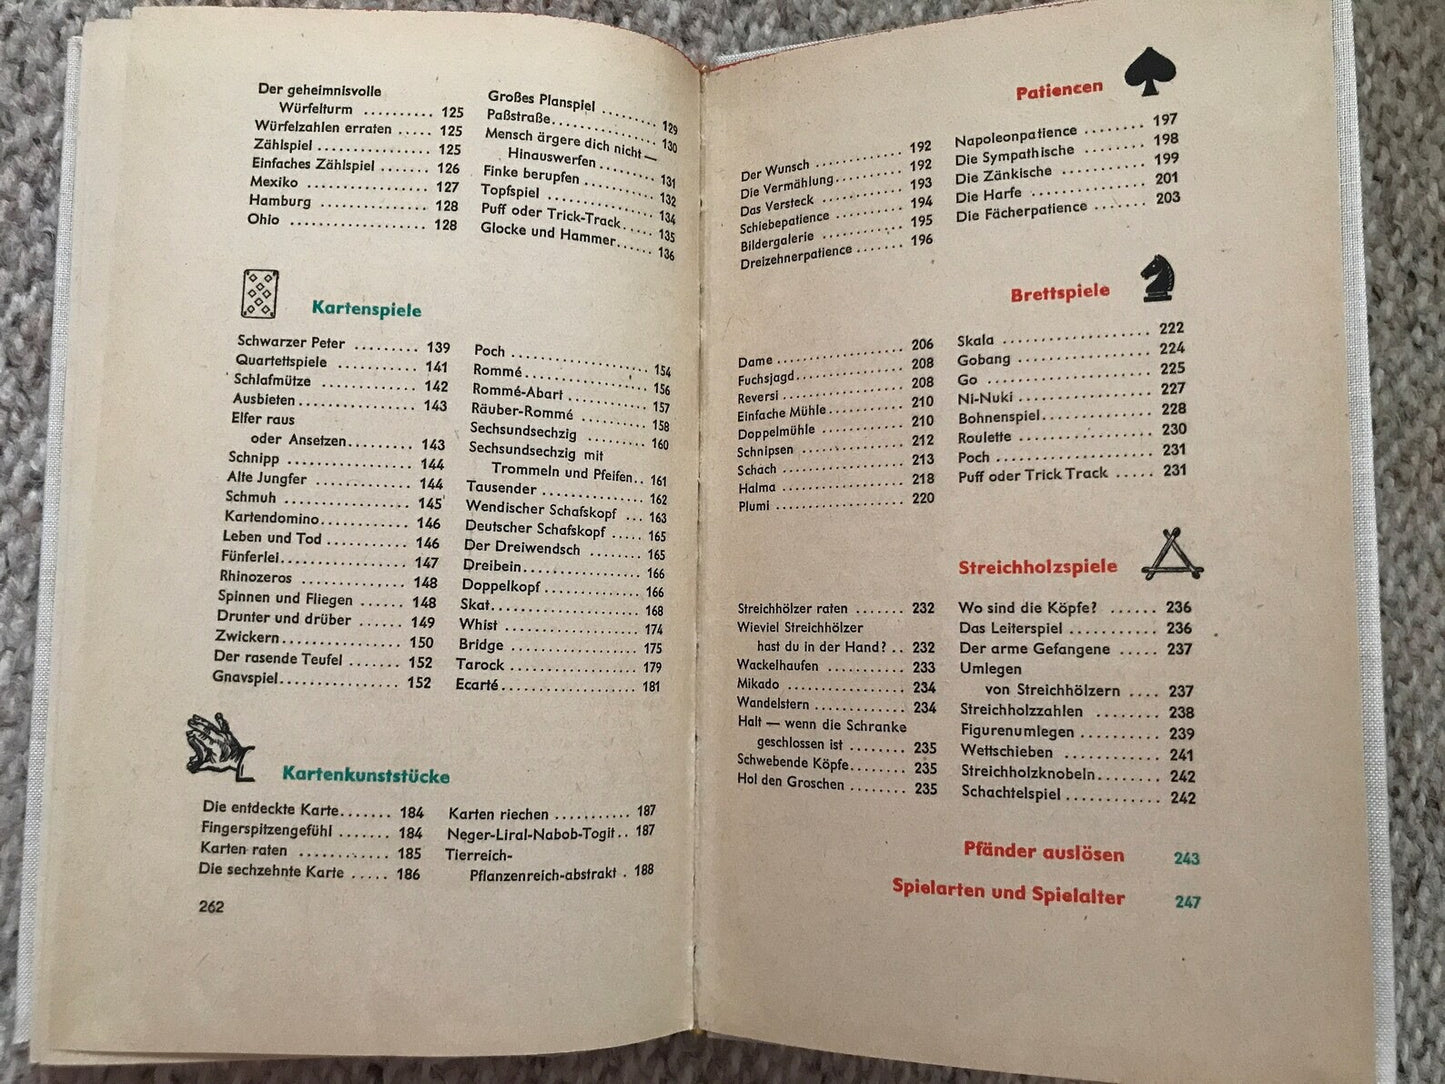 Der geheimnisvolle
Würfelturm .......... 125
Würfelzahlen erraten ..... 125
Zählspiel ............... 125
Einfaches Zählspiel ....... 126
Mexiko ................ 127
Hamburg .............. 128
Ohio ................. 128
Großes Planspiel ........ 129
Paßstraße............... 130
Mensch ärgere dich nicht —
Hinauswerfen ......... 131
Finke berupfen .......... 132
Topfspiel .............. 134
Puff oder Trick-Track..... 135
Glocke und Hammer...... 136
Kartenspiele
Schwarzer Peter ......... 139
Quartettspiele .......... 141
Schlafmütze ............ 142
Ausbieten .............. 143
Elfer raus
oder Ansetzen........ 143
Schnipp ................ 144
Alte Jungfer ............ 144
Schmuh ................ 145
Kartendomino........... 146
Leben und Tod .......... 146
Fünferlei................ 147
Rhinozeros ............. 148
Spinnen und Fliegen ...... 148
Drunter und drüber ...... 149
Zwickern ............... 150
Der rasende Teufel ....... 152
Gnavspiel............... 152
Poch .................. 154
Rommé................. 156
Rommé-Abart ........... 157
Räuber-Rommé ......... 158
Sechsundsechzig ........ 160
Sechsundsechzig mit
Trommeln und Pfeifen.. 161
Tausender .............. 162
Wendischer Schafskopf ... 163
Deutscher Schafskopf ..... 165
Der Dreiwendsch ........ 165
Dreibein................ 166
Doppelkopf ............. 166
Skat................... 168
Whist ................. 174
Bridge ................. 175
Tarock ................. 179
Ecarté.................. 181
Kartenkunststücke
Die entdeckte Karte....... 184
Fingerspitzengefühl ....... 184
Karten raten ............ 185
Die sechzehnte Karte ..... 186
Karten riechen ........... 187
Neger-Liral-Nabob-Togit.. 187
Tierreich-
Pflanzenreich-abstrakt . 188
262
Patiencen
Der Wunsch ............ 192
Die Vermählung.......... 192
Das Versteck ............ 193
Schiebepatience .......... 194
Bildergalerie ............ 195
Dreizehnerpatience ....... 196
Napoleonpatience ........ 197
Die Sympathische ........ 198
Die Zänkische ........... 199
Die Harfe .............. 201
Die Fächerpatience ....... 203
Brettspiele
Dame ................. 206
Fuchsjagd.............. 208
Reversi ................ 208
Einfache Mühle.......... 210
Doppelmühle ........... 210
Schnipsen .............. 212
Schach ................ 213
Halma ................ 218
Plumi ................. 220
Skala .................. 222
Gobang ................ 224
Go .................... 225
Ni-Nuki ................ 227
Bohnenspiel............. 228
Roulette ................ 230
Poch .................. 231
Puff oder Trick Track ..... 231
Streichholzspiele
Streichhölzer raten ....... 232
Wieviel Streichhölzer
hast du in der Hand? .. 232
Wackelhaufen .......... 233
Mikado ............... 234
Wandelstern ............ 234
Halt — wenn die Schranke
geschlossen ist ........ 235
Schwebende Köpfe........ 235
Hol den Groschen ........ 235
Wo sind die Köpfe? ...... 236
Das Leiterspiel ........... 236
Der arme Gefangene ..... 237
Umlegen
von Streichhölzern .... 237
Streichholzzahlen ........ 238
Figurenumlegen .......... 239
Wettschieben ........... 241
Streichholzknobeln........ 242
Schachtelspiel ............ 242
Pfänder auslösen 243
Spielarten und Spielalter 247